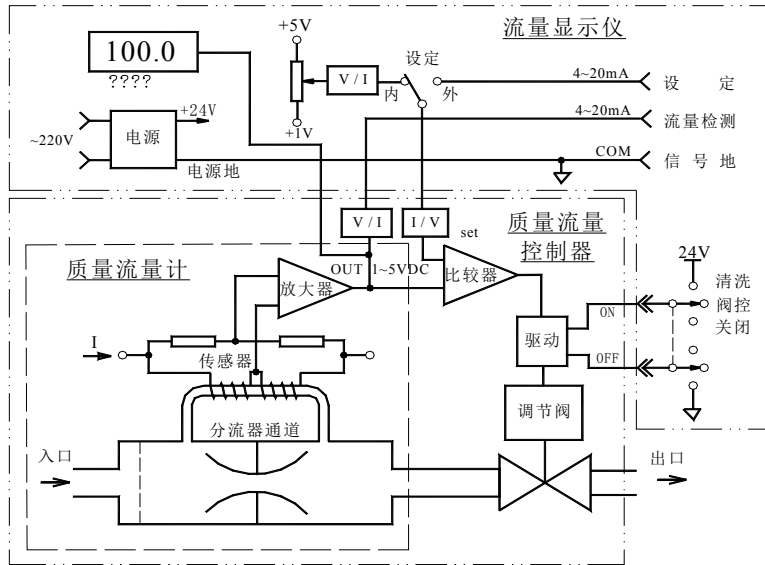 +5V
流量显示仪
100.0
设定
????
V / I
内
外
4~20mA
设 定
+24V
+1V
4~20mA
流量检测
~220V
电源
电源地
COM
信 号 地
V / I
I / V
set
质量流量
控制器
质量流量计
OUT
1~5VDC
24V
放大器
比较器
清洗
阀控
关闭
ON
I
传感器
驱动
OFF
分流器通道
调节阀
入口
出口